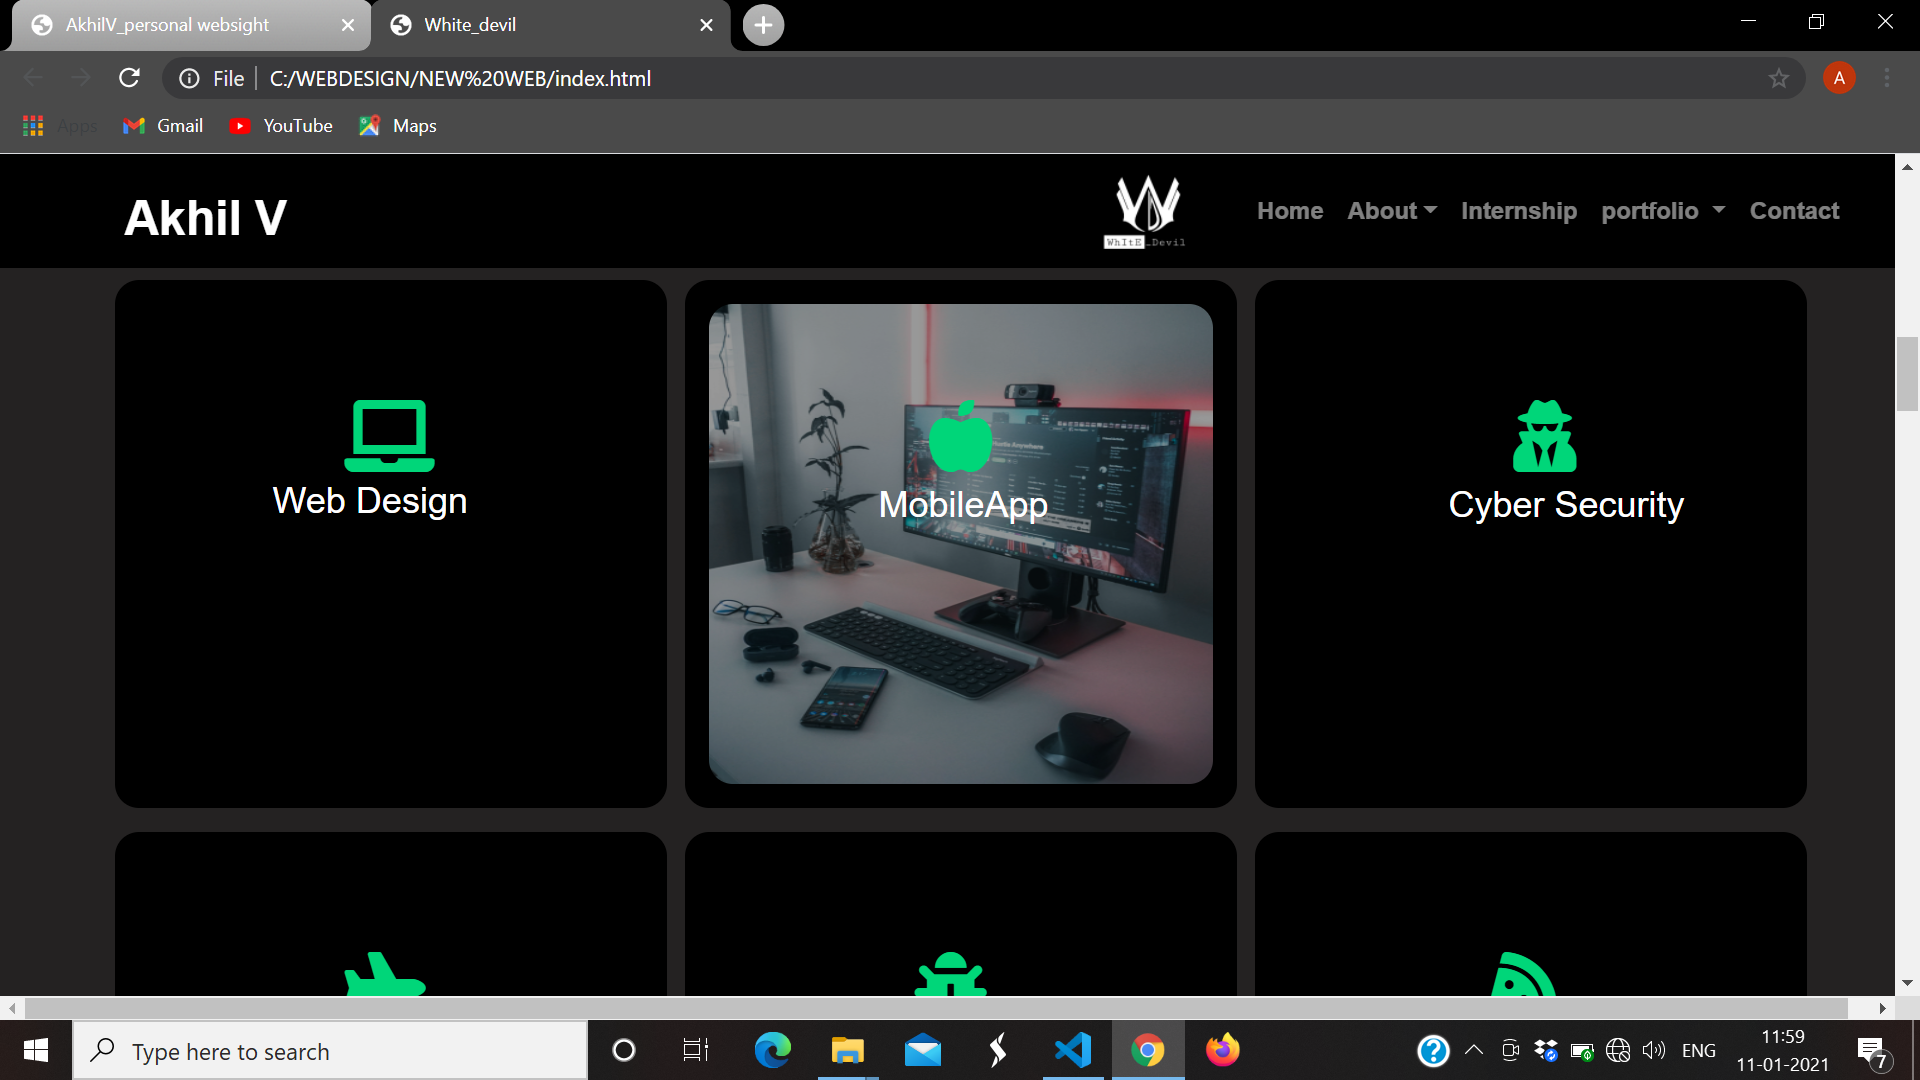 AkhilV_personal websight
White_devil
File
C:/WEBDESIGN/NEW%20WEB/index.html
A
Apps
Gmail
YouTube
Maps
Akhil V
WhItE_Devil
Home
About
Internship
portfolio
Contact
Web Design
MobileApp
Cyber Security
Type here to search
ENG
11:59
11-01-2021
7